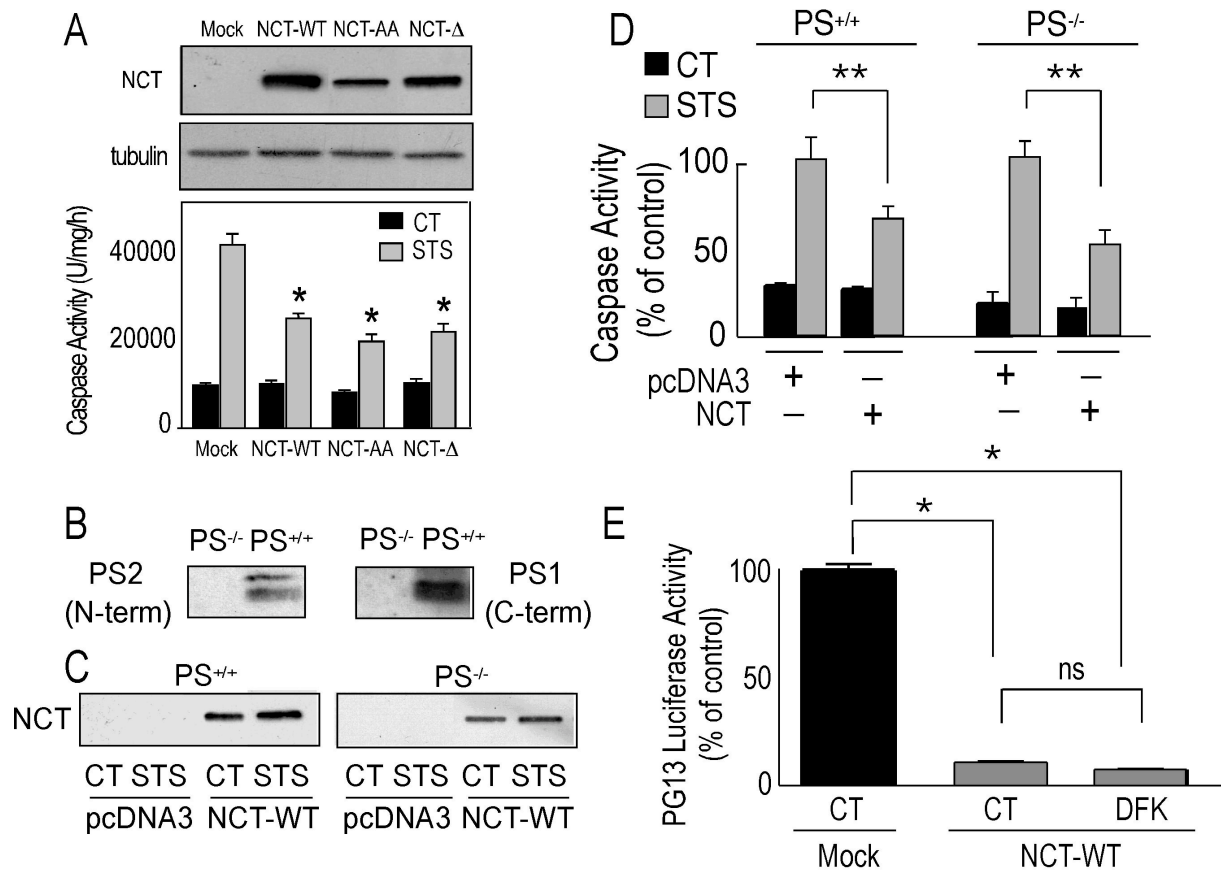 A
Mock NCT-WT NCT-AA NCT-Δ
NCT
tubulin
Caspase Activity (U/mg/h)
40000
20000
0
CT
STS
* * *
Mock NCT-WT NCT-AA NCT-Δ
B
PS-/- PS+/+
PS2
(N-term)
PS-/- PS+/+
PS1
(C-term)
C
PS+/+
PS-/-
NCT
CT STS CT STS
pcDNA3 NCT-WT
CT STS CT STS
pcDNA3 NCT-WT
D
PS+/+
PS-/-
CT
STS
** **
Caspase Activity
(% of control)
100
50
0
pcDNA3 + − + −
NCT − + − +
E
*
*
ns
PG13 Luciferase Activity
(% of control)
100
50
0
CT CT DFK
Mock NCT-WT